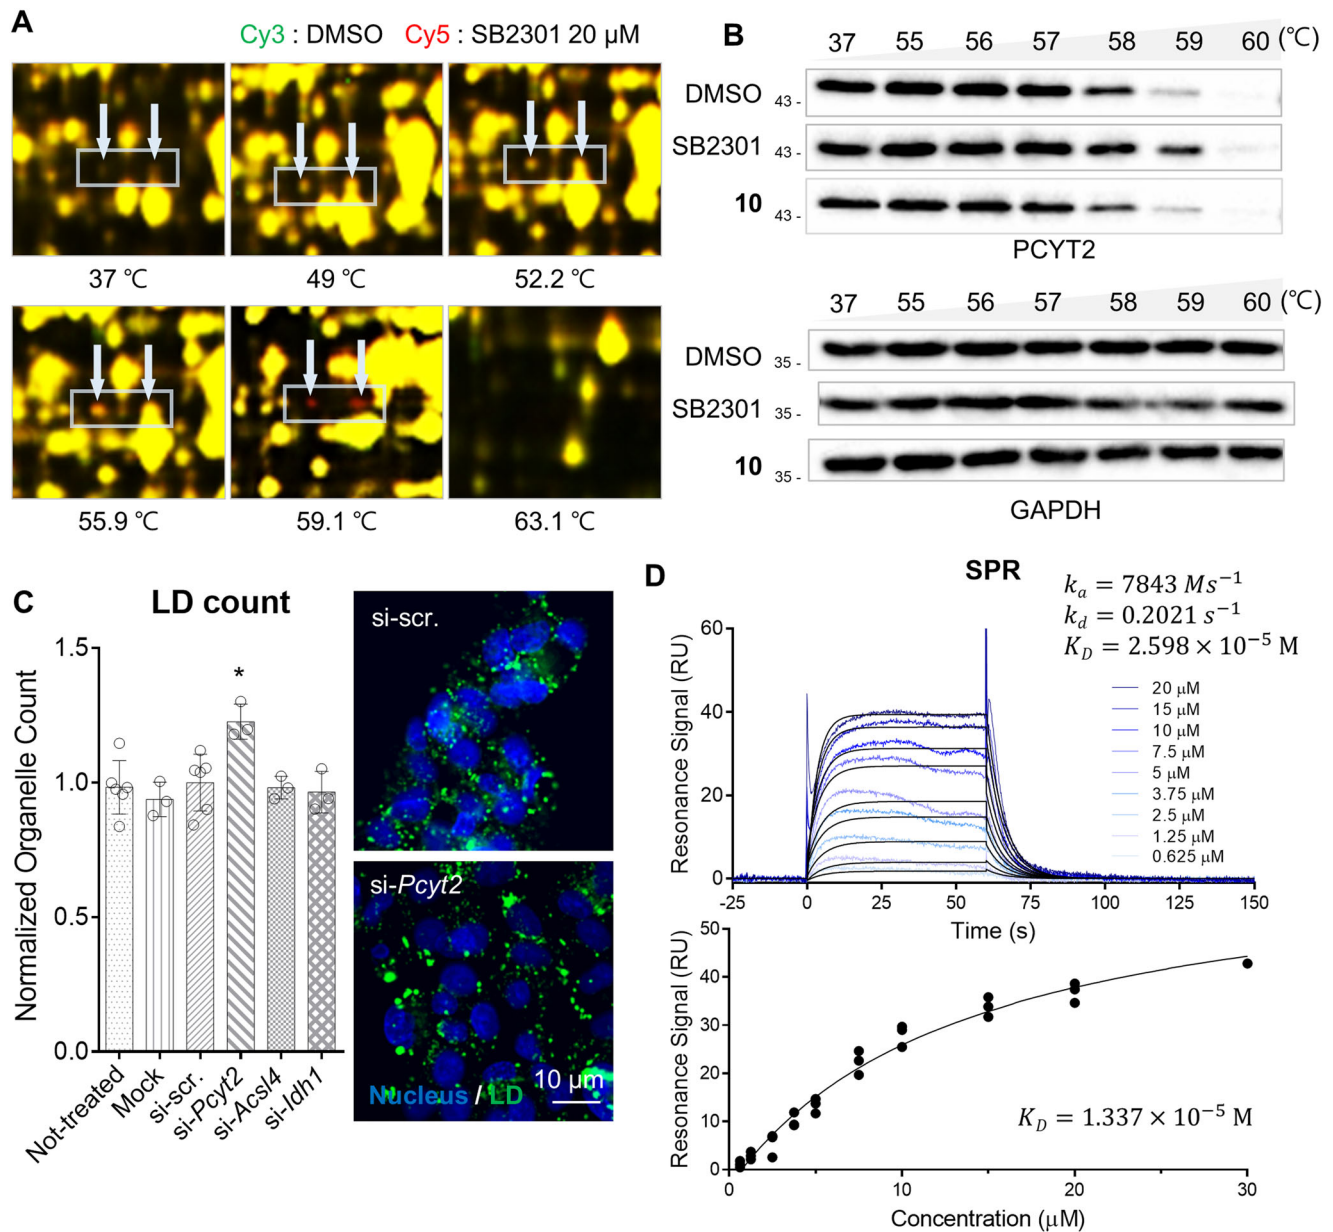 A
Cy3 : DMSO Cy5 : SB2301 20 µM
37 ℃
49 ℃
52.2 ℃
55.9 ℃
59.1 ℃
63.1 ℃
B
37 55 56 57 58 59 60 (℃)
DMSO 43 -
SB2301 43 -
10 43 -
PCYT2
37 55 56 57 58 59 60 (℃)
DMSO 35 -
SB2301 35 -
10 35 -
GAPDH
C
LD count
Normalized Organelle Count
1.5
1.0
0.5
0.0
*
Not-treated
Mock
si-scr.
si-Pcyt2
si-Acsl4
si-Idh1
si-scr.
si-Pcyt2
Nucleus / LD
10 µm
D
SPR
kₐ = 7843 Ms⁻¹
k_d = 0.2021 s⁻¹
K_D = 2.598 × 10⁻⁵ M
Resonance Signal (RU)
60
40
20
0
-25 0 25 50 75 100 125 150
Time (s)
20 µM
15 µM
10 µM
7.5 µM
5 µM
3.75 µM
2.5 µM
1.25 µM
0.625 µM
Resonance Signal (RU)
50
40
30
20
10
0
0 10 20 30
Concentration (µM)
K_D = 1.337 × 10⁻⁵ M